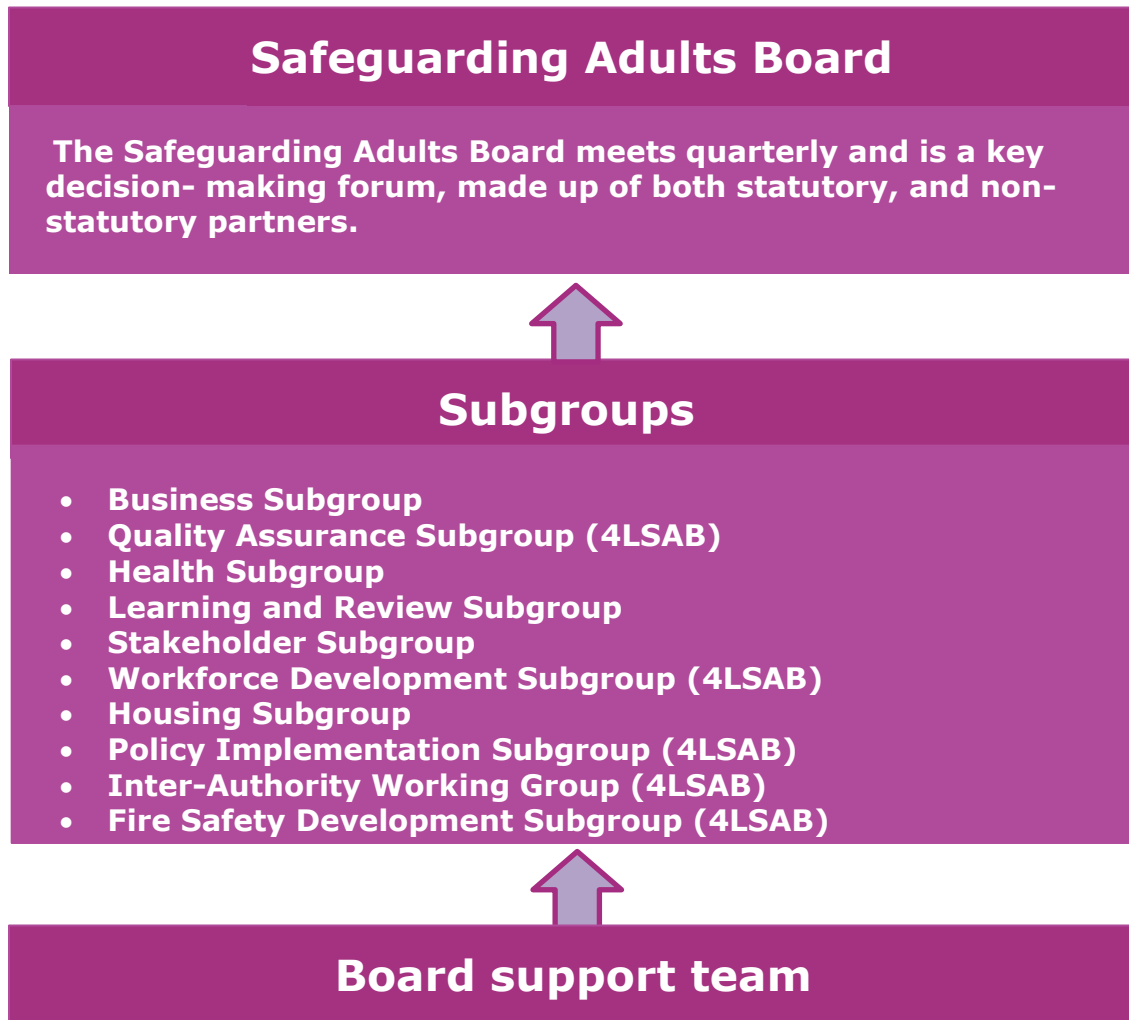 Safeguarding Adults Board
The Safeguarding Adults Board meets quarterly and is a key
decision- making forum, made up of both statutory, and non-
statutory partners.
Subgroups
• Business Subgroup
• Quality Assurance Subgroup (4LSAB)
• Health Subgroup
• Learning and Review Subgroup
• Stakeholder Subgroup
• Workforce Development Subgroup (4LSAB)
• Housing Subgroup
• Policy Implementation Subgroup (4LSAB)
• Inter-Authority Working Group (4LSAB)
• Fire Safety Development Subgroup (4LSAB)
Board support team